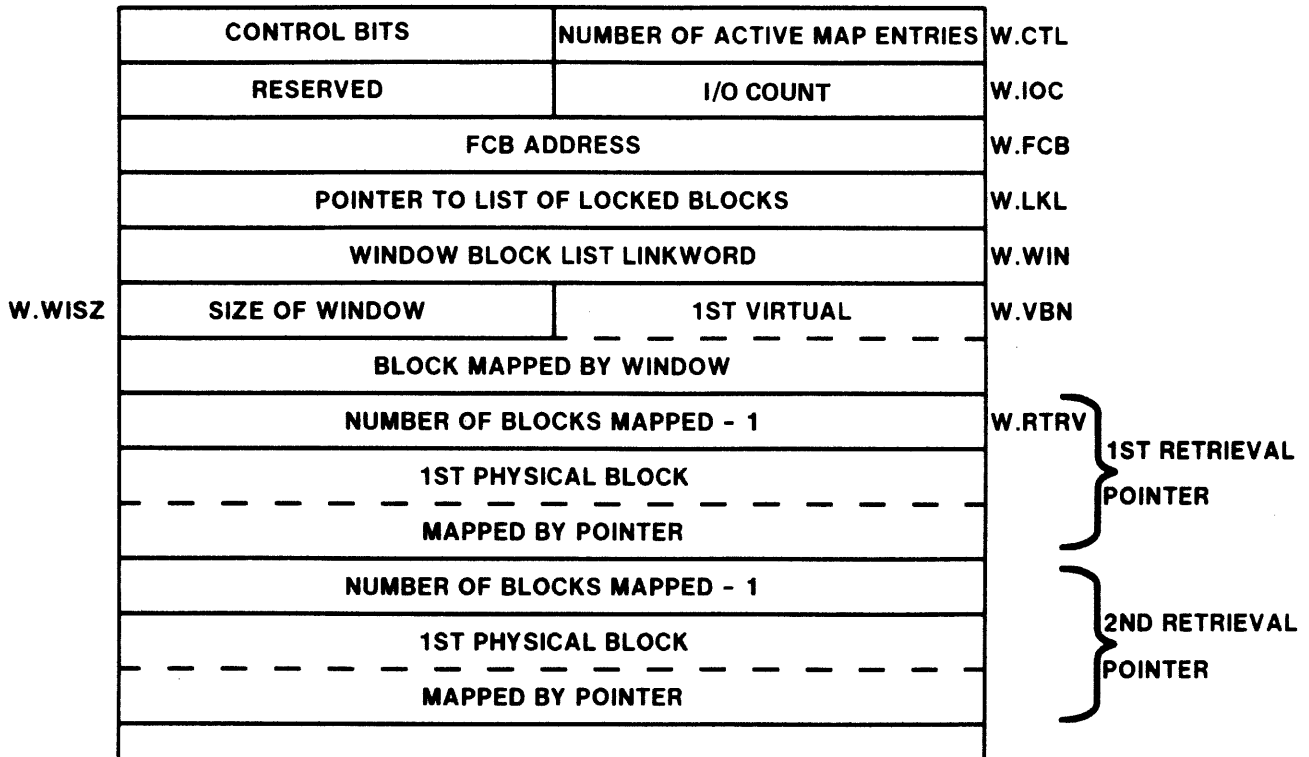 CONTROL BITS NUMBER OF ACTIVE MAP ENTRIES W.CTL
RESERVED I/O COUNT W.IOC
FCB ADDRESS W.FCB
POINTER TO LIST OF LOCKED BLOCKS W.LKL
WINDOW BLOCK LIST LINKWORD W.WIN
W.WISZ SIZE OF WINDOW 1ST VIRTUAL W.VBN
BLOCK MAPPED BY WINDOW
NUMBER OF BLOCKS MAPPED - 1 W.RTRV
1ST RETRIEVAL
1ST PHYSICAL BLOCK
POINTER
MAPPED BY POINTER
NUMBER OF BLOCKS MAPPED - 1
2ND RETRIEVAL
1ST PHYSICAL BLOCK
POINTER
MAPPED BY POINTER